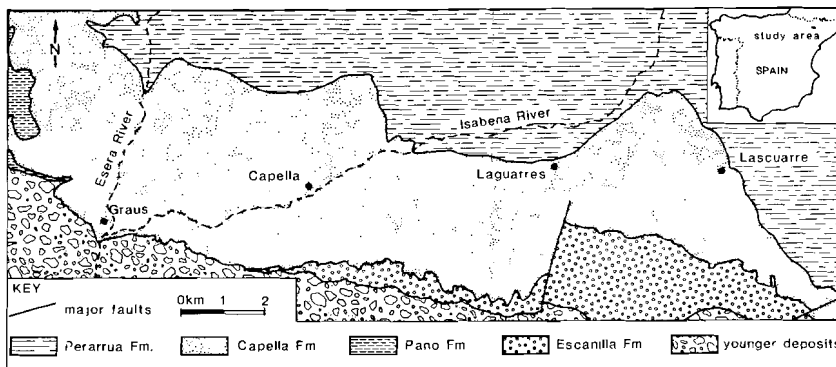 N
study area
SPAIN
Esera River
Isabena River
Capella
Laguarres
Lascuarre
Graus
KEY
major faults
0km 1 2
Perarrua Fm.
Capella Fm
Pano Fm
Escanilla Fm
younger deposits